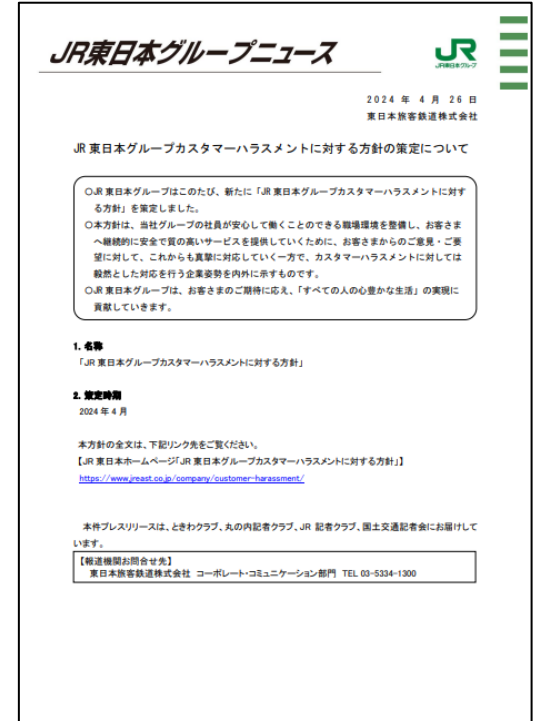 JR東日本グループニュース
JR
JR東日本グループ
2024 年 4 月 26 日
東日本旅客鉄道株式会社
JR 東日本グループカスタマーハラスメントに対する方針の策定について
○JR 東日本グループはこのたび、新たに「JR 東日本グループカスタマーハラスメントに対す
る方針」を策定しました。
○本方針は、当社グループの社員が安心して働くことのできる職場環境を整備し、お客さま
へ継続的に安全で質の高いサービスを提供していくために、お客さまからのご意見・ご要
望に対して、これからも真摯に対応していく一方で、カスタマーハラスメントに対しては
毅然とした対応を行う企業姿勢を内外に示すものです。
○JR 東日本グループは、お客さまのご期待に応え、「すべての人の心豊かな生活」の実現に
貢献していきます。
1. 名称
「JR 東日本グループカスタマーハラスメントに対する方針」
2. 策定時期
2024 年 4 月
本方針の全文は、下記リンク先をご覧ください。
【JR 東日本ホームページ「JR 東日本グループカスタマーハラスメントに対する方針」】
https://www.jreast.co.jp/company/customer-harassment/
本件プレスリリースは、ときわクラブ、丸の内記者クラブ、JR 記者クラブ、国土交通記者会にお届けして
います。
【報道機関お問合せ先】
東日本旅客鉄道株式会社 コーポレート・コミュニケーション部門 TEL 03-5334-1300